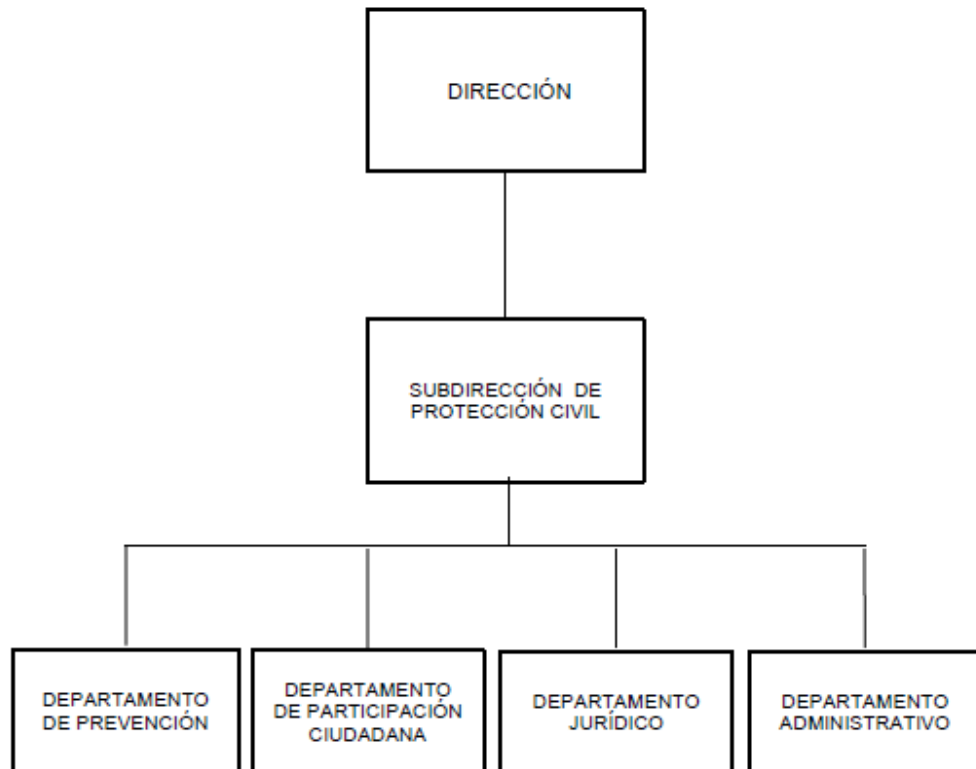 DIRECCIÓN
SUBDIRECCIÓN DE
PROTECCIÓN CIVIL
DEPARTAMENTO
DE PREVENCIÓN
DEPARTAMENTO
DE PARTICIPACIÓN
CIUDADANA
DEPARTAMENTO
JURÍDICO
DEPARTAMENTO
ADMINISTRATIVO